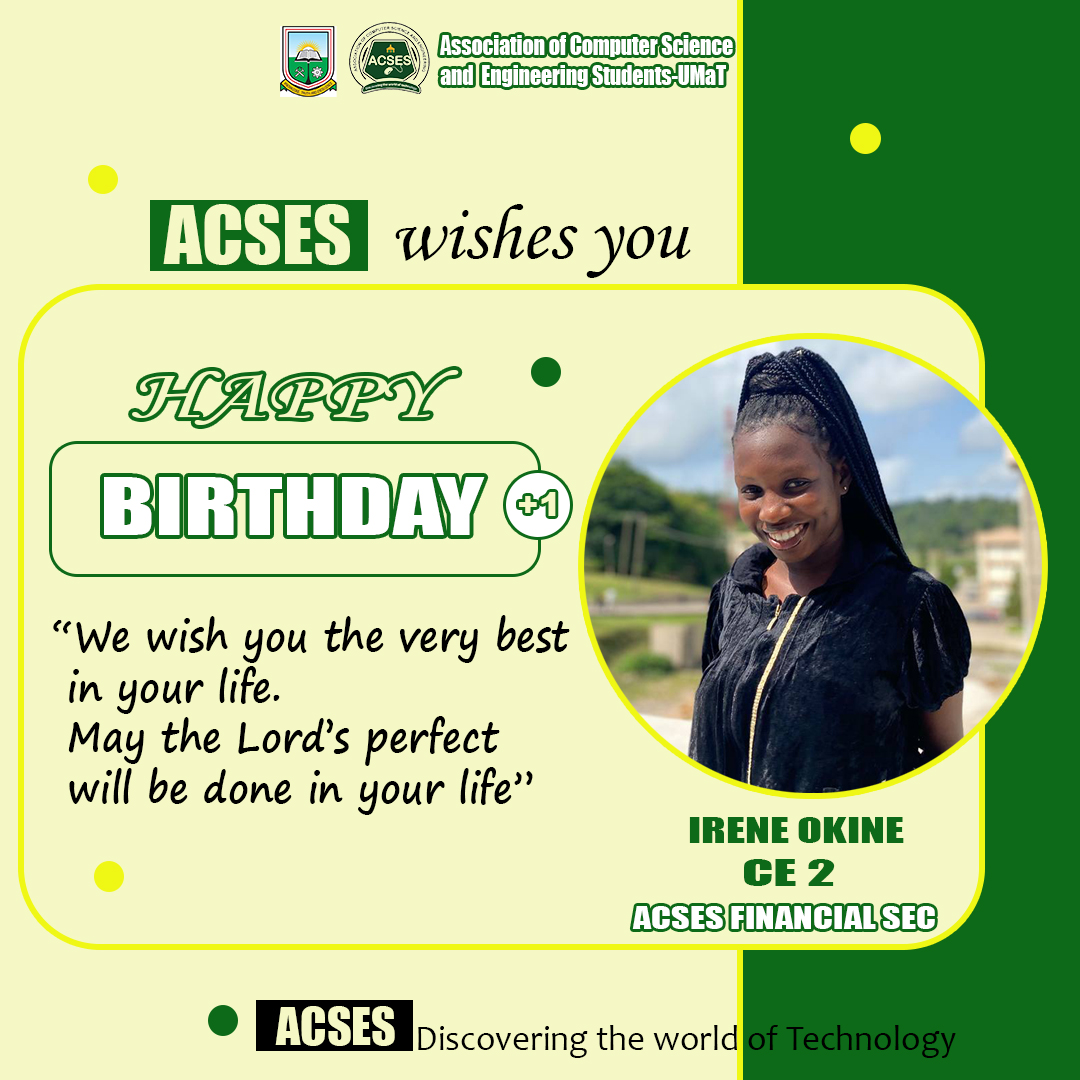 Association of Computer Science
and Engineering Students-UMaT
ACSES
ACSES wishes you
HAPPY
BIRTHDAY +1
“We wish you the very best
in your life.
May the Lord's perfect
will be done in your life”
IRENE OKINE
CE 2
ACSES FINANCIAL SEC
ACSES Discovering the world of Technology